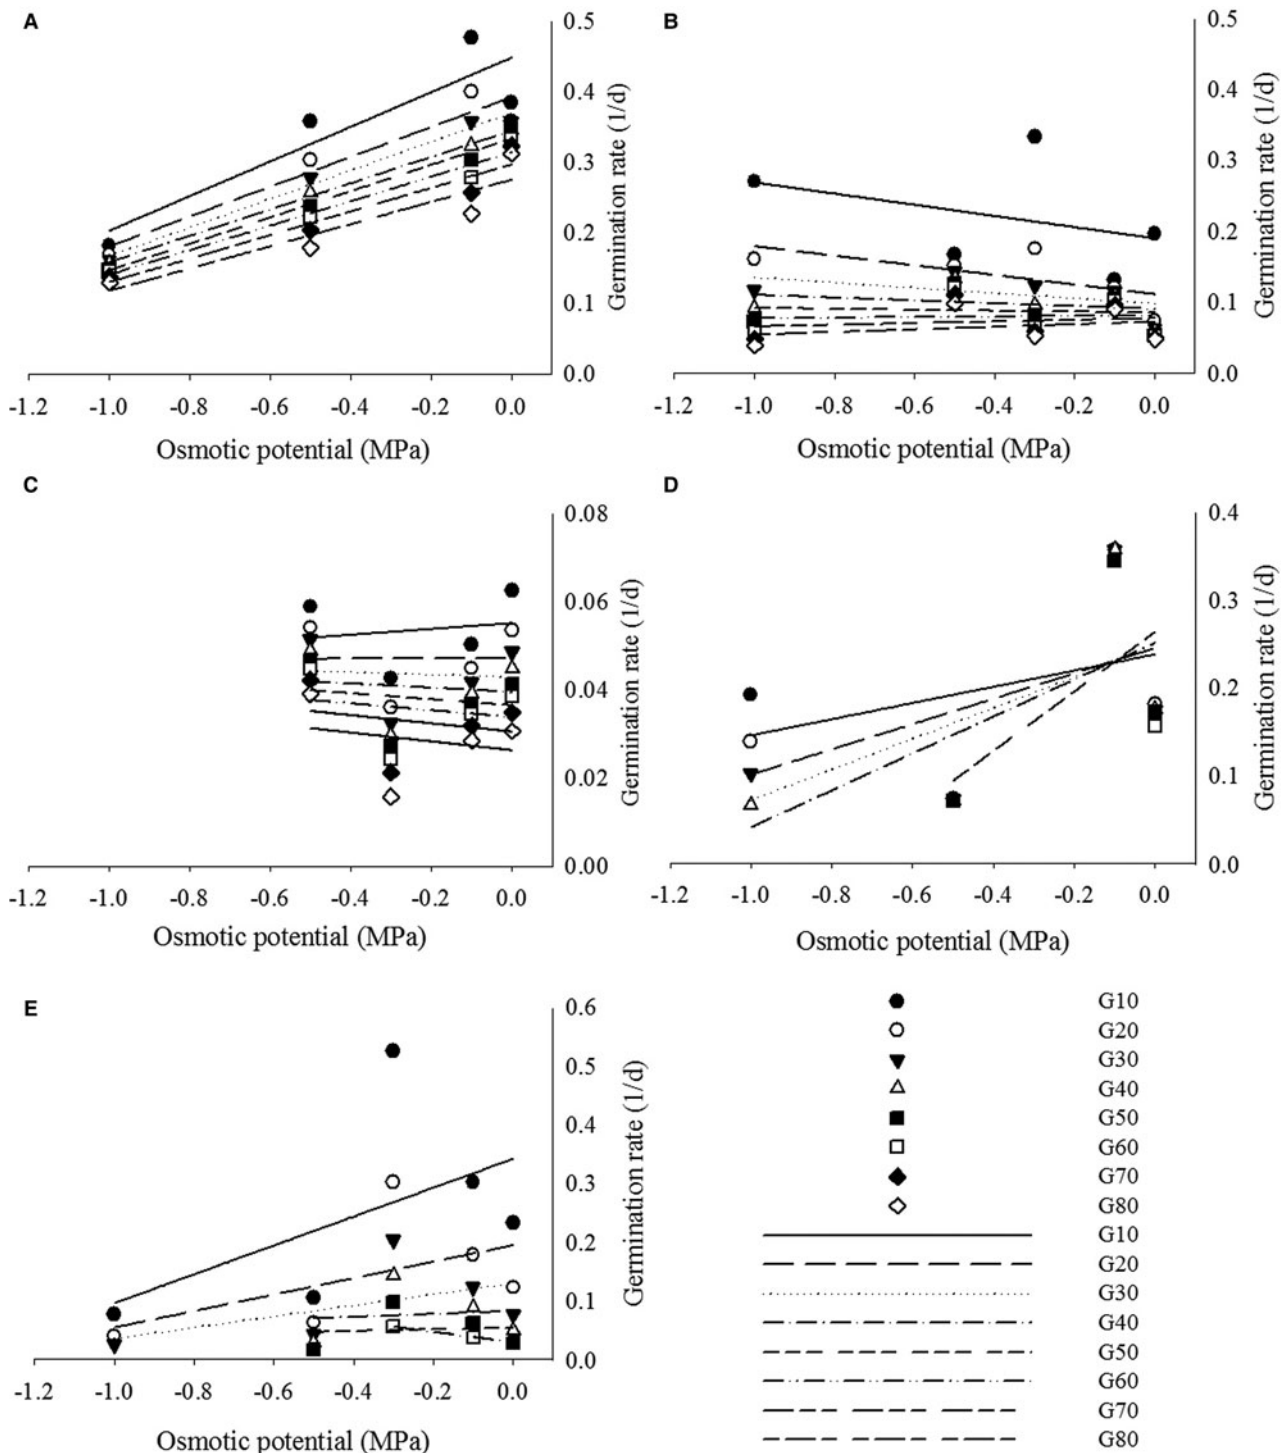 A
0.5
0.4
0.3
0.2
0.1
0.0
Germination rate (1/d)
-1.2 -1.0 -0.8 -0.6 -0.4 -0.2 0.0
Osmotic potential (MPa)
B
0.5
0.4
0.3
0.2
0.1
0.0
Germination rate (1/d)
-1.2 -1.0 -0.8 -0.6 -0.4 -0.2 0.0
Osmotic potential (MPa)
C
0.08
0.06
0.04
0.02
0.00
Germination rate (1/d)
-1.2 -1.0 -0.8 -0.6 -0.4 -0.2 0.0
Osmotic potential (MPa)
D
0.4
0.3
0.2
0.1
0.0
Germination rate (1/d)
-1.2 -1.0 -0.8 -0.6 -0.4 -0.2 0.0
Osmotic potential (MPa)
E
0.6
0.5
0.4
0.3
0.2
0.1
0.0
Germination rate (1/d)
-1.2 -1.0 -0.8 -0.6 -0.4 -0.2 0.0
Osmotic potential (MPa)
G10
G20
G30
G40
G50
G60
G70
G80
G10
G20
G30
G40
G50
G60
G70
G80